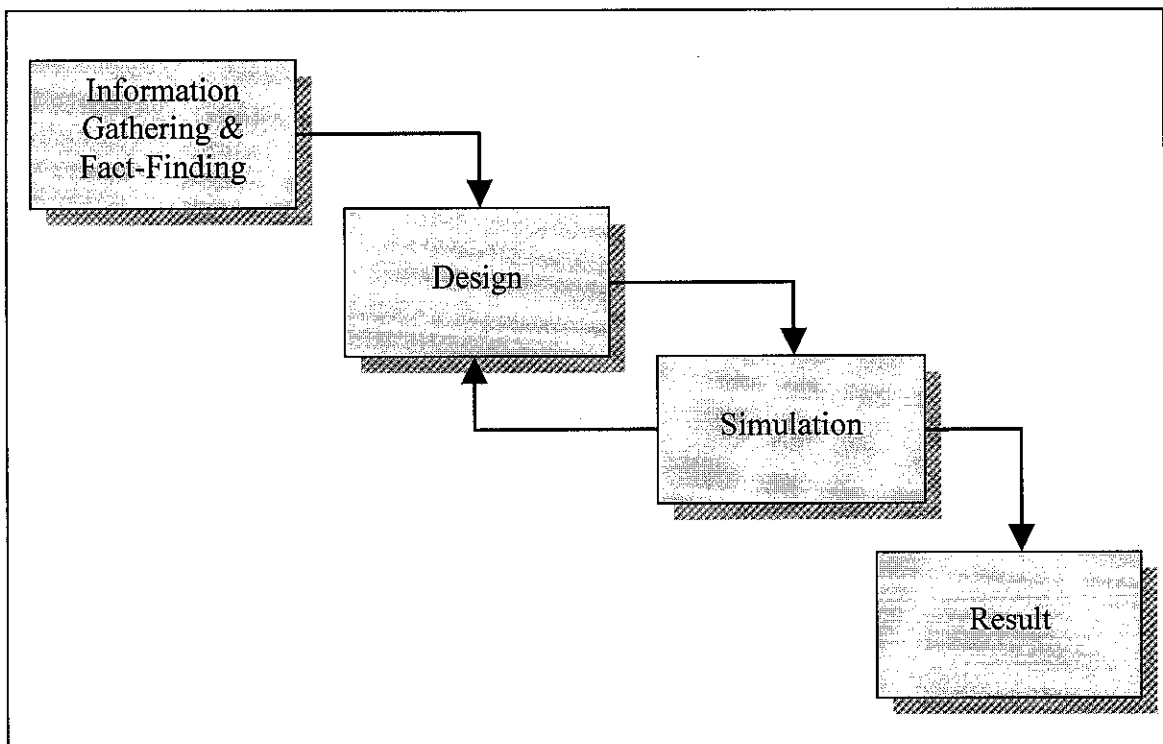 Information
Gathering &
Fact-Finding
Design
Simulation
Result